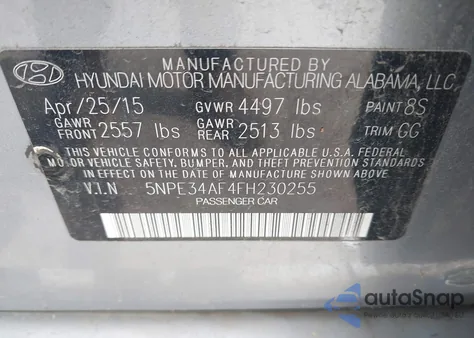 MANUFACTURED BY
HYUNDAI MOTOR MANUFACTURING ALABAMA, LLC
Apr/25/15 GVWR 4497 lbs PAINT 8S
GAWR FRONT 2557 lbs GAWR REAR 2513 lbs TRIM GG
THIS VEHICLE CONFORMS TO ALL APPLICABLE U.S.A. FEDERAL
MOTOR VEHICLE SAFETY, BUMPER, AND THEFT PREVENTION STANDARDS
IN EFFECT ON THE DATE OF MANUFACTURE SHOWN ABOVE.
V.I.N 5NPE34AF4FH230255
PASSENGER CAR
autoSnap